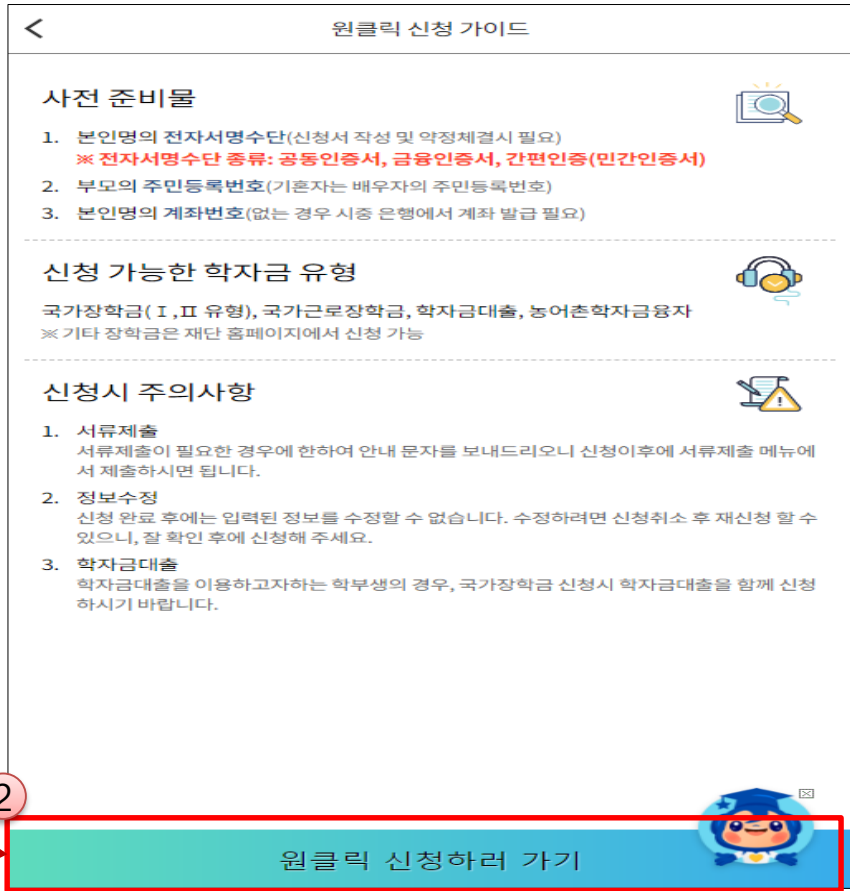 원클릭 신청 가이드
사전 준비물
1. 본인명의 전자서명수단(신청서 작성 및 약정체결시 필요)
※ 전자서명수단 종류: 공동인증서, 금융인증서, 간편인증(민간인증서)
2. 부모의 주민등록번호(기혼자는 배우자의 주민등록번호)
3. 본인명의 계좌번호(없는 경우 시중 은행에서 계좌 발급 필요)
신청 가능한 학자금 유형
국가장학금(Ⅰ,Ⅱ 유형), 국가근로장학금, 학자금대출, 농어촌학자금융자
※ 기타 장학금은 재단 홈페이지에서 신청 가능
신청시 주의사항
1. 서류제출
서류제출이 필요한 경우에 한하여 안내 문자를 보내드리오니 신청이후에 서류제출 메뉴에
서 제출하시면 됩니다.
2. 정보수정
신청 완료 후에는 입력된 정보를 수정할 수 없습니다. 수정하려면 신청취소 후 재신청 할 수
있으니, 잘 확인 후에 신청해 주세요.
3. 학자금대출
학자금대출을 이용하고자하는 학부생의 경우, 국가장학금 신청시 학자금대출을 함께 신청
하시기 바랍니다.
2
원클릭 신청하러 가기